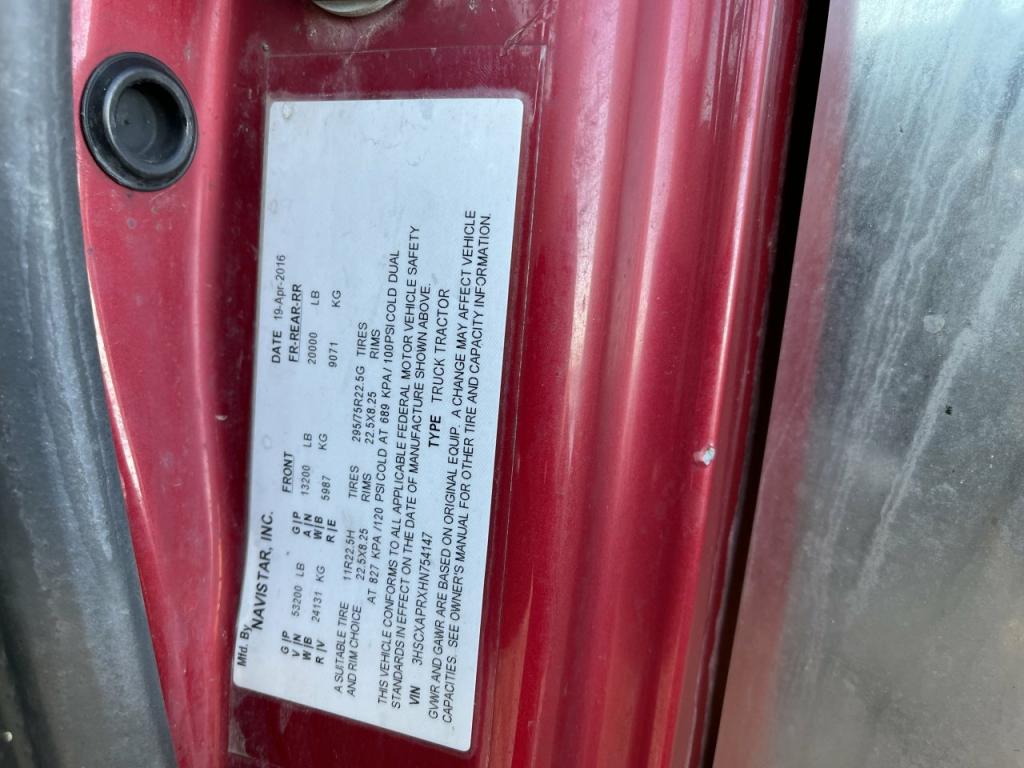 Mfd. By
NAVISTAR, INC. DATE 19-Apr-2016
G|P G|P FRONT FR-REAR-RR
V|N 53200 LB A|N 13200 LB 20000 LB
W|B W|B
R|V 24131 KG R|E 5987 KG 9071 KG
A SUITABLE TIRE 11R22.5H TIRES 295/75R22.5G TIRES
AND RIM CHOICE 22.5X8.25 RIMS 22.5X8.25 RIMS
AT 827 KPA /120 PSI COLD AT 689 KPA / 100PSI COLD DUAL
THIS VEHICLE CONFORMS TO ALL APPLICABLE FEDERAL MOTOR VEHICLE SAFETY
STANDARDS IN EFFECT ON THE DATE OF MANUFACTURE SHOWN ABOVE.
VIN 3HSCXAPRXHN754147 TYPE TRUCK TRACTOR
GVWR AND GAWR ARE BASED ON ORIGINAL EQUIP. A CHANGE MAY AFFECT VEHICLE
CAPACITIES. SEE OWNER'S MANUAL FOR OTHER TIRE AND CAPACITY INFORMATION.